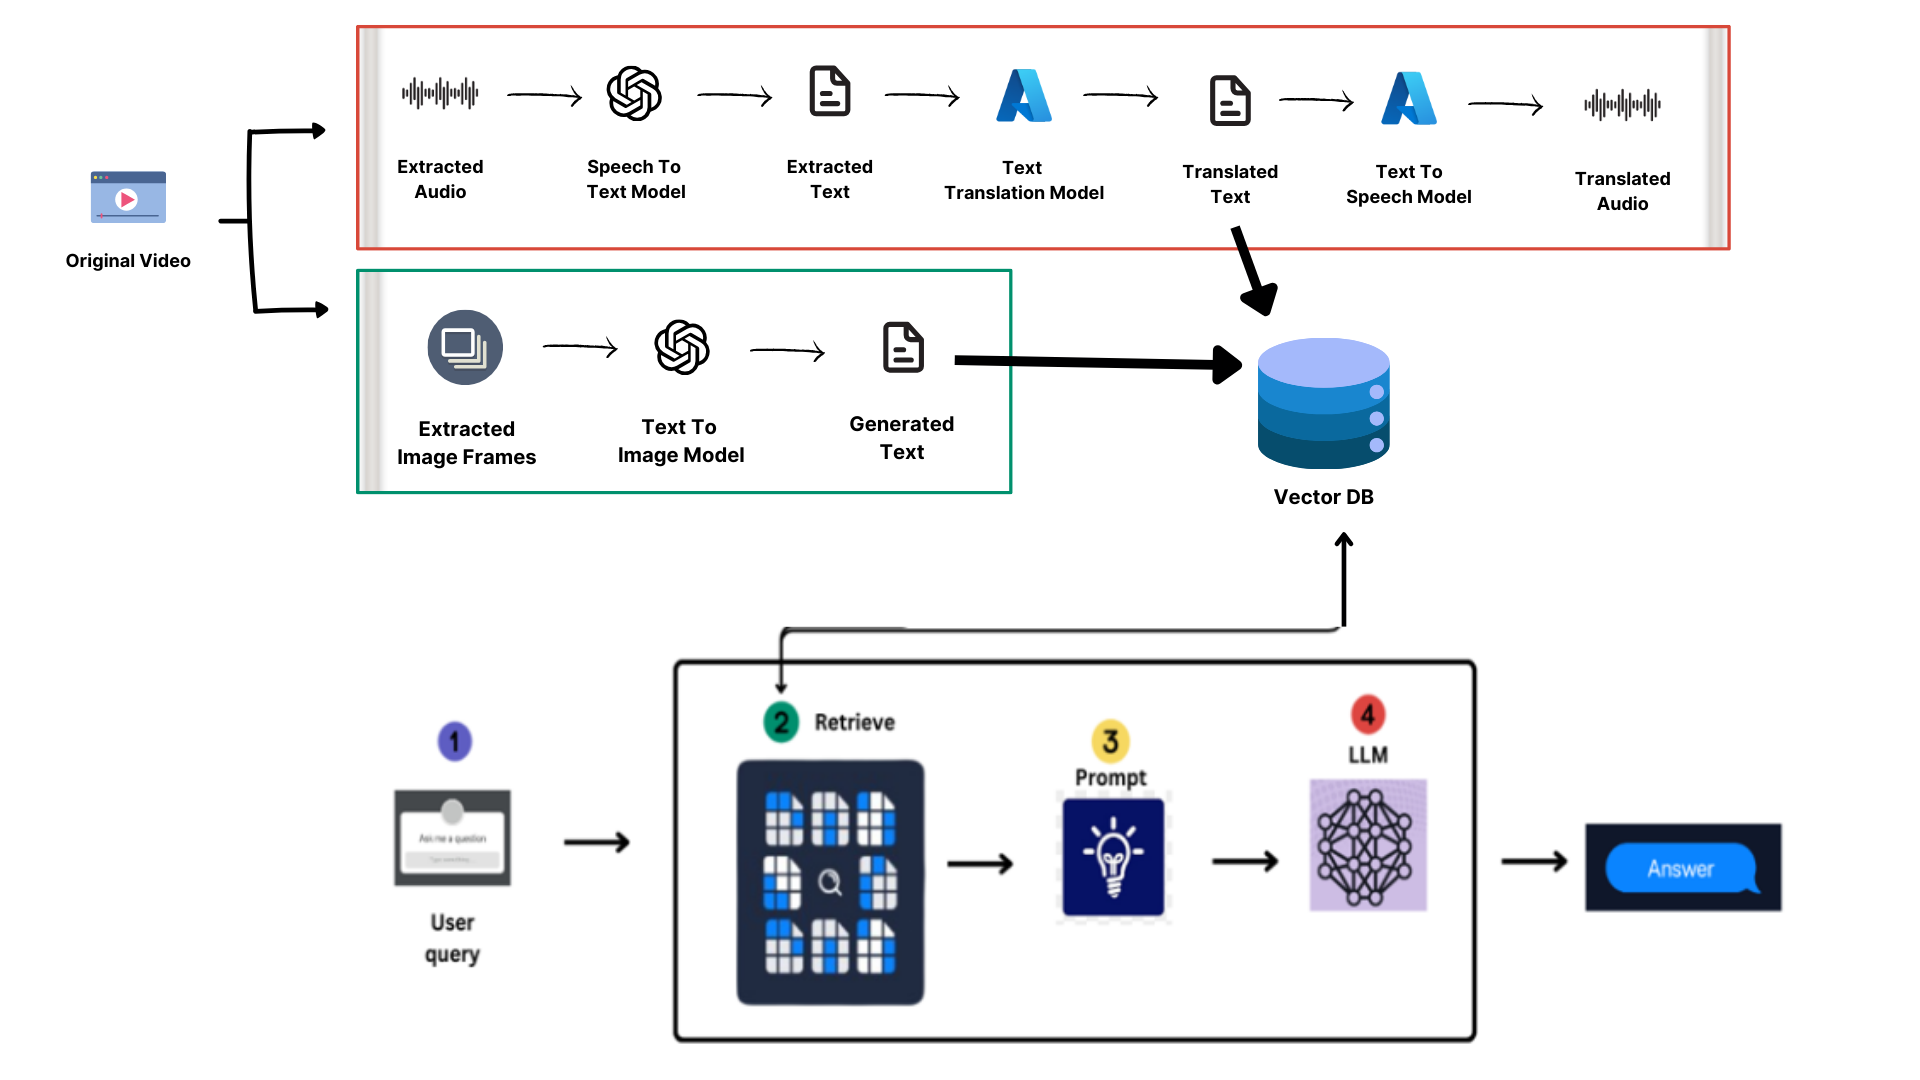 Original Video
Extracted
Audio
Speech To
Text Model
Extracted
Text
Text
Translation Model
Translated
Text
Text To
Speech Model
Translated
Audio
Extracted
Image Frames
Text To
Image Model
Generated
Text
Vector DB
1
Ask me a question
User
query
2 Retrieve
3
Prompt
4
LLM
Answer